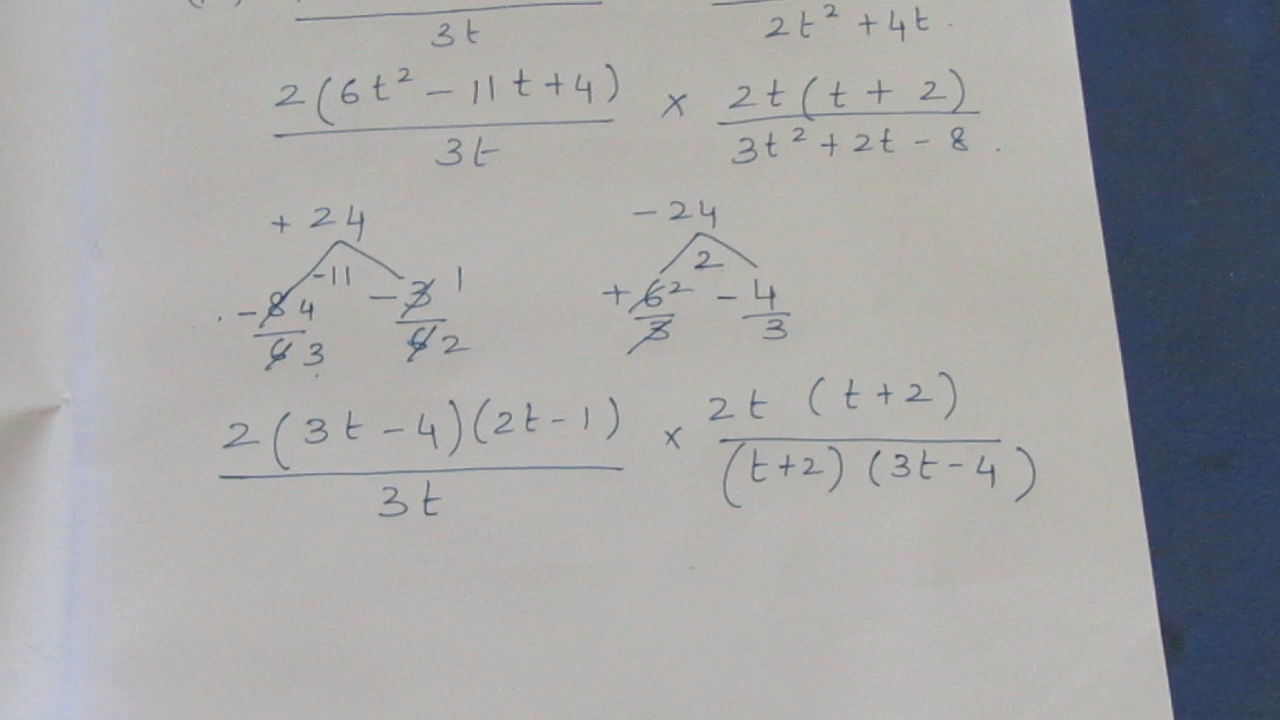 3t 2t² + 4t.
2(6t² - 11t + 4) / 3t × 2t(t + 2) / 3t² + 2t - 8.
+24 -24
-11 2
-8 4 / 6 3 -3 1 / 6 2 +6 2 / 3 -4 / 3
2(3t - 4)(2t - 1) / 3t × 2t (t + 2) / (t+2) (3t - 4)